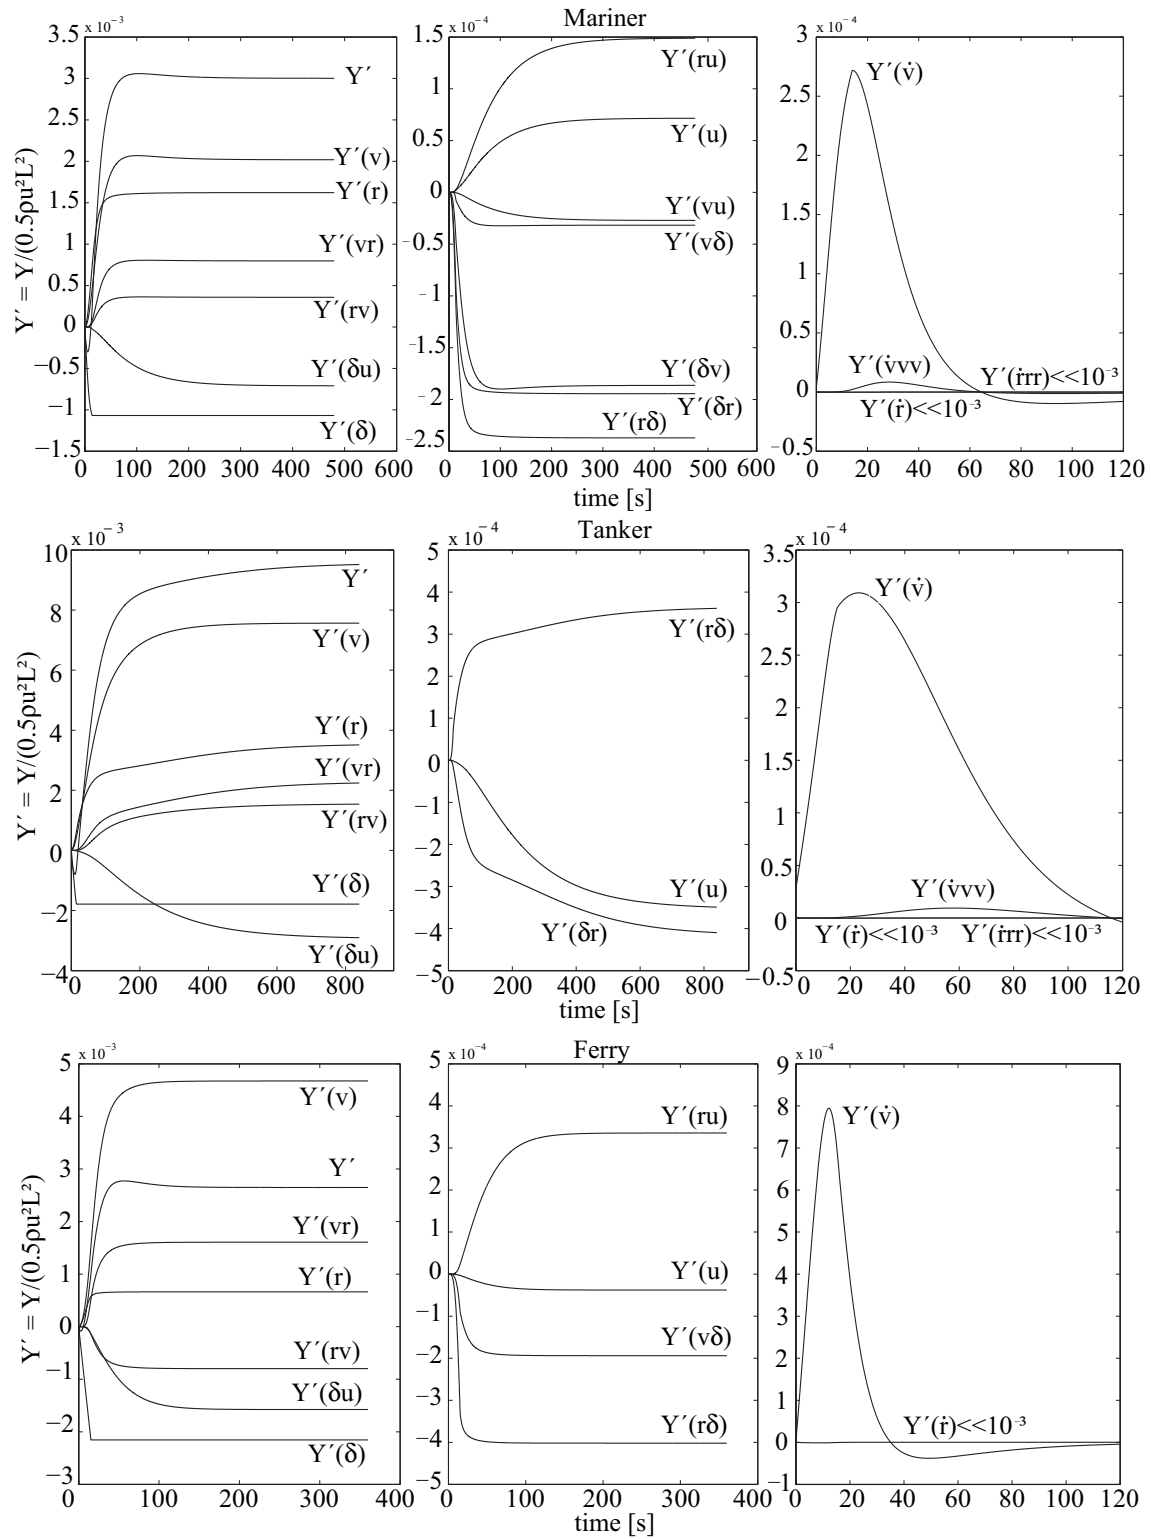 Mariner
x 10⁻³
3.5
3
2.5
2
1.5
1
0.5
0
−0.5
−1
−1.5
Y´ = Y/(0.5ρu²L²)
Y´
Y´(v)
Y´(r)
Y´(vr)
Y´(rv)
Y´(δu)
Y´(δ)
0 100 200 300 400 500 600
x 10⁻⁴
1.5
1
0.5
0
-0.5
-1
-1.5
-2
-2.5
Y´(ru)
Y´(u)
Y´(vu)
Y´(vδ)
Y´(δv)
Y´(δr)
Y´(rδ)
0 100 200 300 400 500 600
time [s]
x 10⁻⁴
3
2.5
2
1.5
1
0.5
0
-0.5
Y´(v̇)
Y´(v̇vv)
Y´(ṙrr)<<10⁻³
Y´(ṙ)<<10⁻³
0 20 40 60 80 100 120
Tanker
x 10⁻³
10
8
6
4
2
0
−2
−4
Y´ = Y/(0.5ρu²L²)
Y´
Y´(v)
Y´(r)
Y´(vr)
Y´(rv)
Y´(δ)
Y´(δu)
0 200 400 600 800
x 10⁻⁴
5
4
3
2
1
0
−1
−2
−3
−4
−5
Y´(rδ)
Y´(u)
Y´(δr)
0 200 400 600 800
time [s]
x 10⁻⁴
3.5
3
2.5
2
1.5
1
0.5
0
−0.5
Y´(v̇)
Y´(v̇vv)
Y´(ṙ)<<10⁻³ Y´(ṙrr)<<10⁻³
0 20 40 60 80 100 120
Ferry
x 10⁻³
5
4
3
2
1
0
−1
−2
−3
Y´ = Y/(0.5ρu²L²)
Y´(v)
Y´
Y´(vr)
Y´(r)
Y´(rv)
Y´(δu)
Y´(δ)
0 100 200 300 400
x 10⁻⁴
5
4
3
2
1
0
−1
−2
−3
−4
−5
Y´(ru)
Y´(u)
Y´(vδ)
Y´(rδ)
0 100 200 300 400
time [s]
x 10⁻⁴
9
8
7
6
5
4
3
2
1
0
−1
Y´(v̇)
Y´(ṙ)<<10⁻³
0 20 40 60 80 100 120